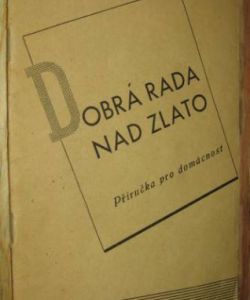 DOBRÁ RADA
NAD ZLATO
Příručka pro domácnost